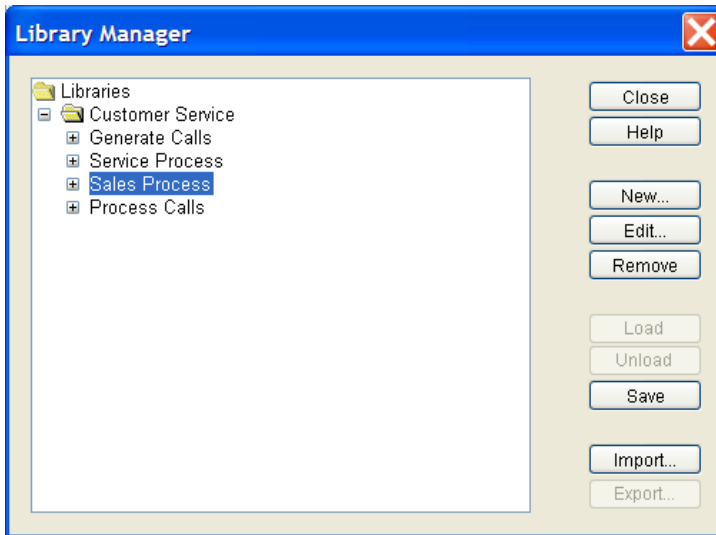 Library Manager
Libraries
Customer Service
Generate Calls
Service Process
Sales Process
Process Calls
Close
Help
New...
Edit...
Remove
Load
Unload
Save
Import...
Export...